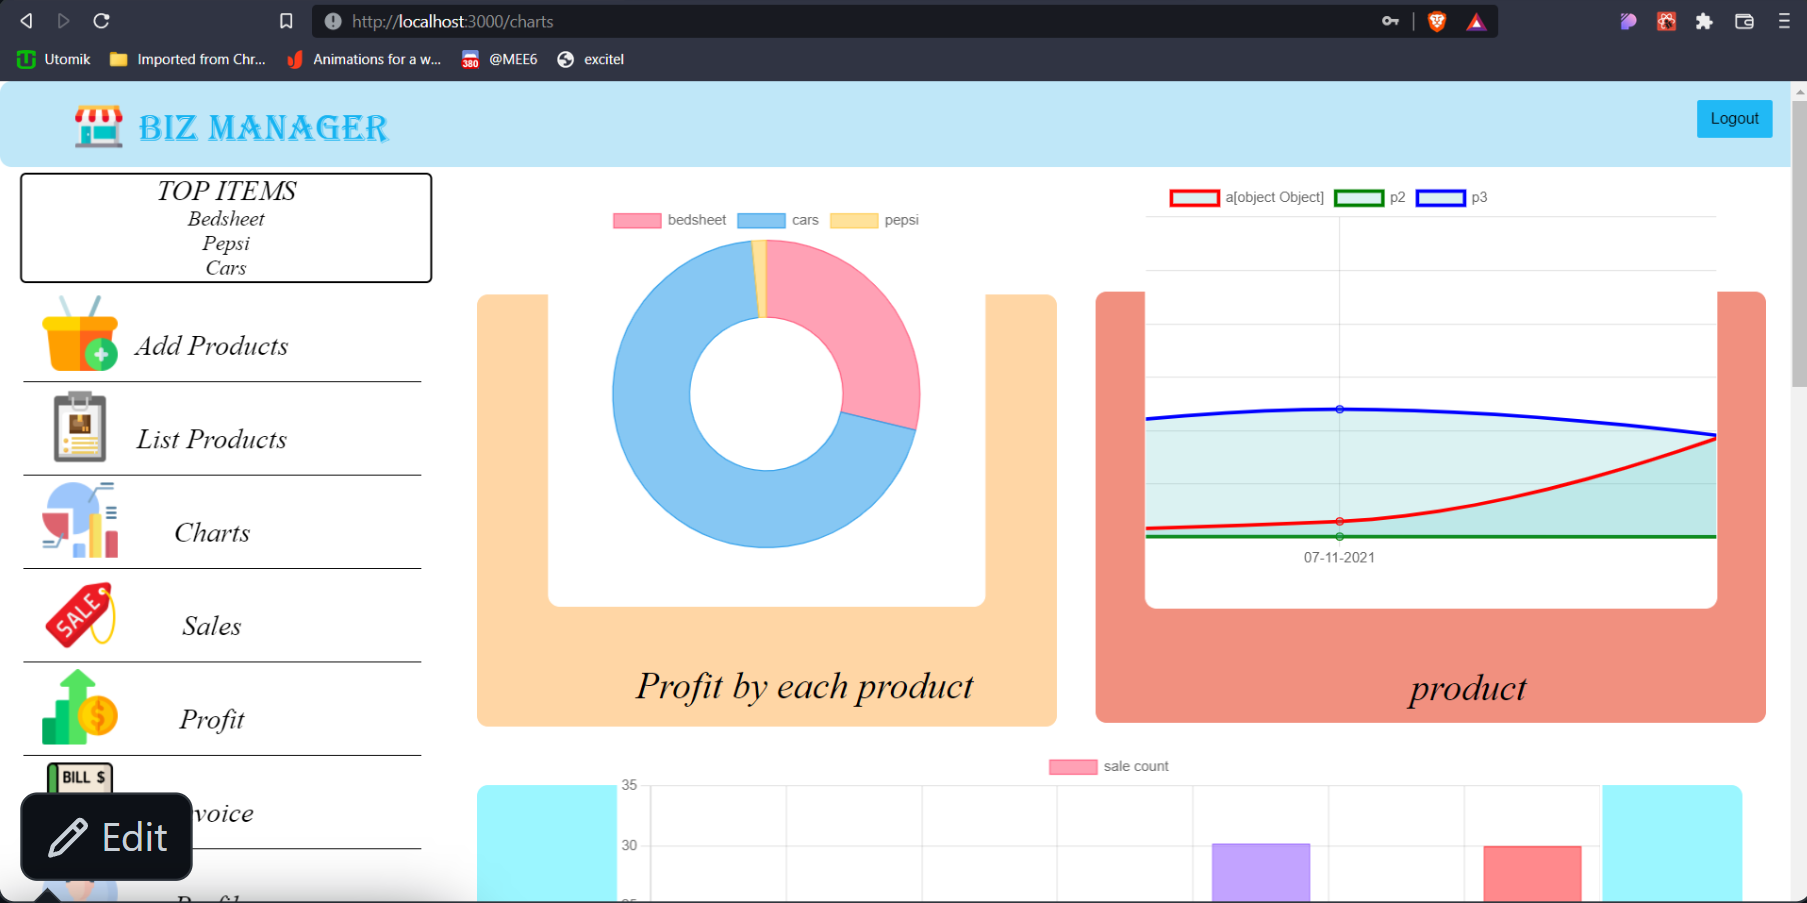 http://localhost:3000/charts
Utomik
Imported from Chr...
Animations for a w...
380
@MEE6
excitel
BIZ MANAGER
Logout
TOP ITEMS
Bedsheet
Pepsi
Cars
Add Products
List Products
Charts
SALE
Sales
Profit
BILL $
voice
Edit
bedsheet cars pepsi
Profit by each product
a[object Object] p2 p3
07-11-2021
product
sale count
35
30